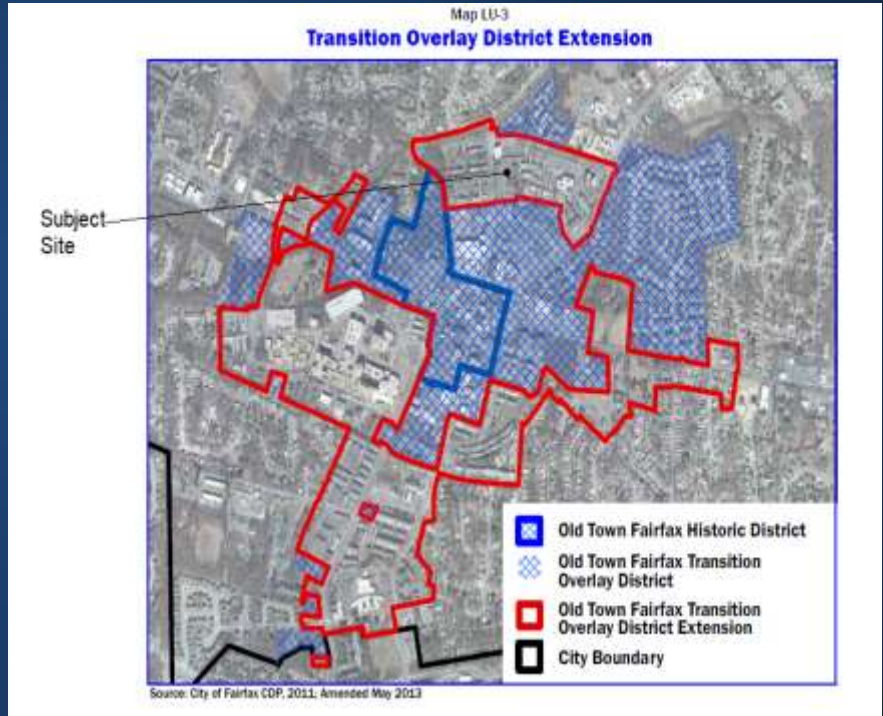 Map LU-3
Transition Overlay District Extension
Subject
Site
Old Town Fairfax Historic District
Old Town Fairfax Transition
Overlay District
Old Town Fairfax Transition
Overlay District Extension
City Boundary
Source: City of Fairfax CDP, 2011; Amended May 2013